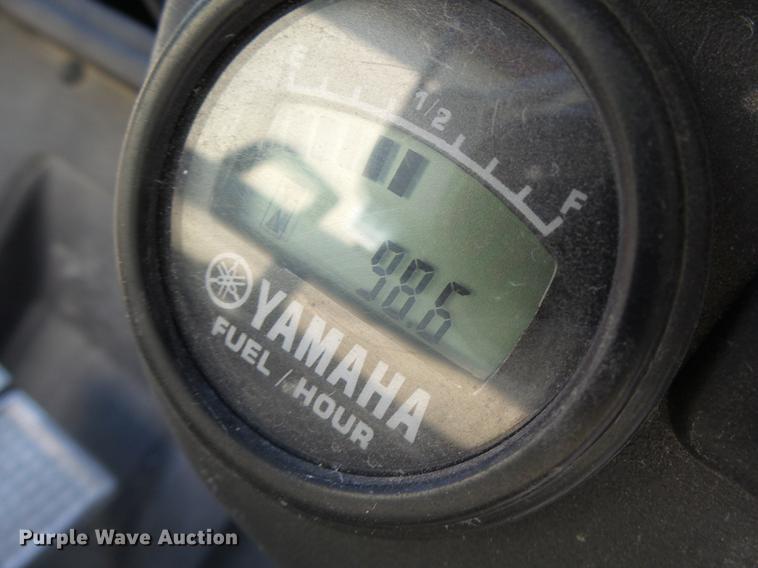 E 1/2 F
98.6
YAMAHA
FUEL / HOUR
Purple Wave Auction